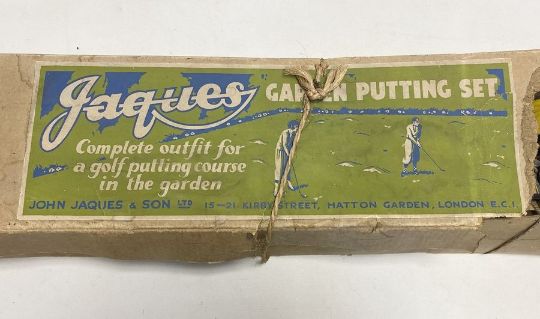 Jaques GARDEN PUTTING SET
Complete outfit for
a golf putting course
in the garden
JOHN JAQUES & SON LTD 15-21 KIRBY STREET, HATTON GARDEN, LONDON E.C.1.